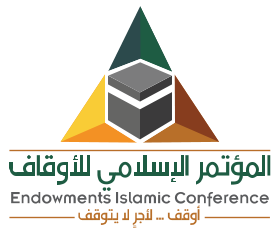 المؤتمر الإسلامي للأوقاف
Endowments Islamic Conference
أوقف ... لأجرٍ لا يتوقف